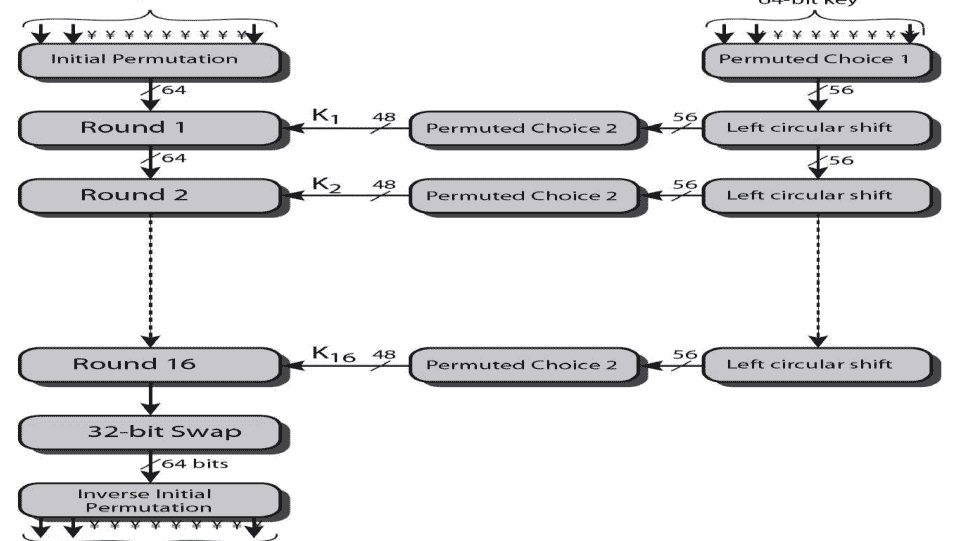 64-bit key
¥ ¥ ¥ ¥ ¥ ¥ ¥ ¥
¥ ¥ ¥ ¥ ¥ ¥ ¥ ¥
Initial Permutation
Permuted Choice 1
64
56
Round 1
K1
48
Permuted Choice 2
56
Left circular shift
64
56
Round 2
K2
48
Permuted Choice 2
56
Left circular shift
Round 16
K16
48
Permuted Choice 2
56
Left circular shift
32-bit Swap
64 bits
Inverse Initial
Permutation
¥ ¥ ¥ ¥ ¥ ¥ ¥ ¥